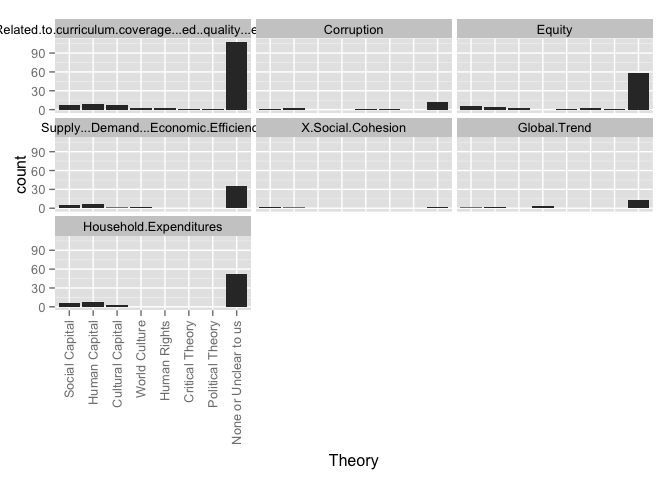 Related.to.curriculum.coverage...ed..quality...e
Corruption
Equity
90
60
30
0
Supply...Demand...Economic.Efficienc
X.Social.Cohesion
Global.Trend
90
60
30
0
count
Household.Expenditures
90
60
30
0
Social Capital
Human Capital
Cultural Capital
World Culture
Human Rights
Critical Theory
Political Theory
None or Unclear to us
Theory